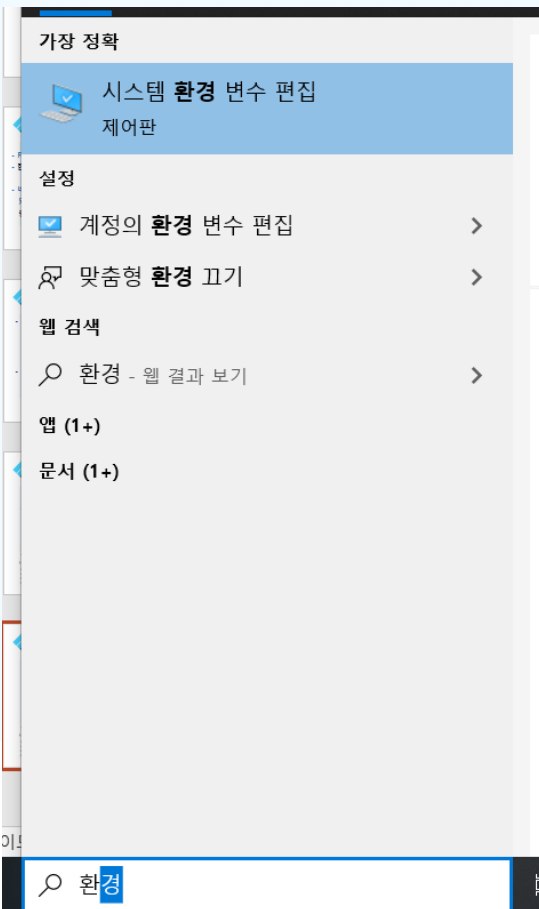 가장 정확
시스템 환경 변수 편집
제어판
설정
계정의 환경 변수 편집
맞춤형 환경 끄기
웹 검색
환경 - 웹 결과 보기
앱 (1+)
문서 (1+)
환경